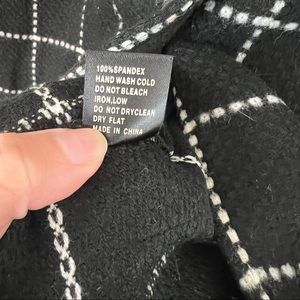 100%SPANDEX
HAND WASH COLD
DO NOT BLEACH
IRON,LOW
DO NOT DRYCLEAN
DRY FLAT
MADE IN CHINA